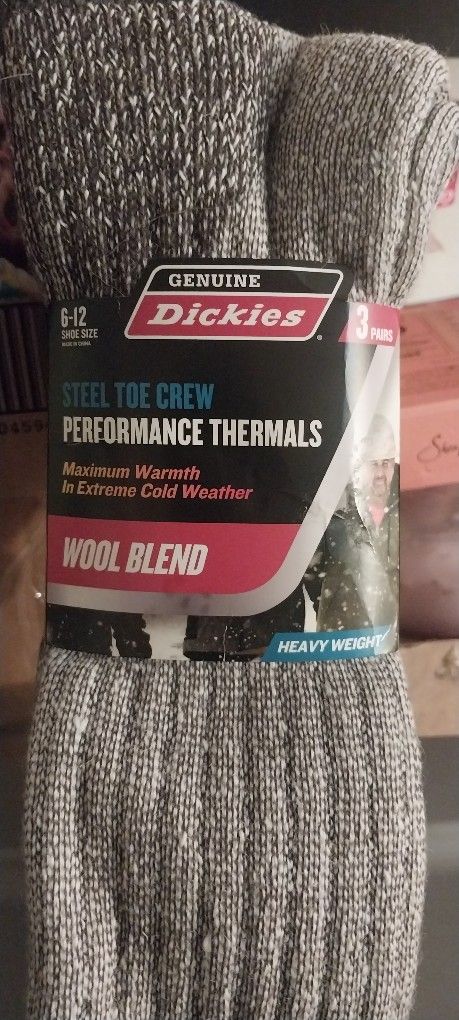 GENUINE
Dickies®
6-12
SHOE SIZE
MADE IN CHINA
3 PAIRS
STEEL TOE CREW
PERFORMANCE THERMALS
Maximum Warmth
In Extreme Cold Weather
WOOL BLEND
HEAVY WEIGHT